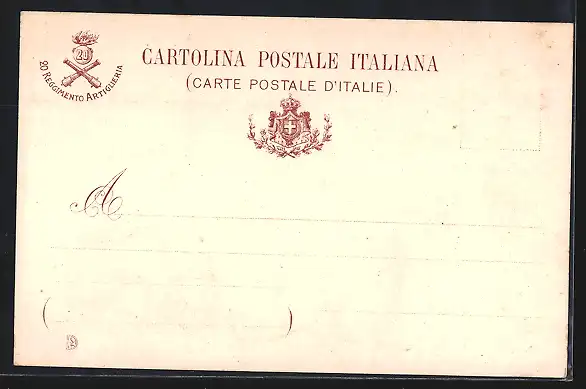 20
20 REGGIMENTO ARTIGLIERIA
CARTOLINA POSTALE ITALIANA
(CARTE POSTALE D'ITALIE).
A
( )